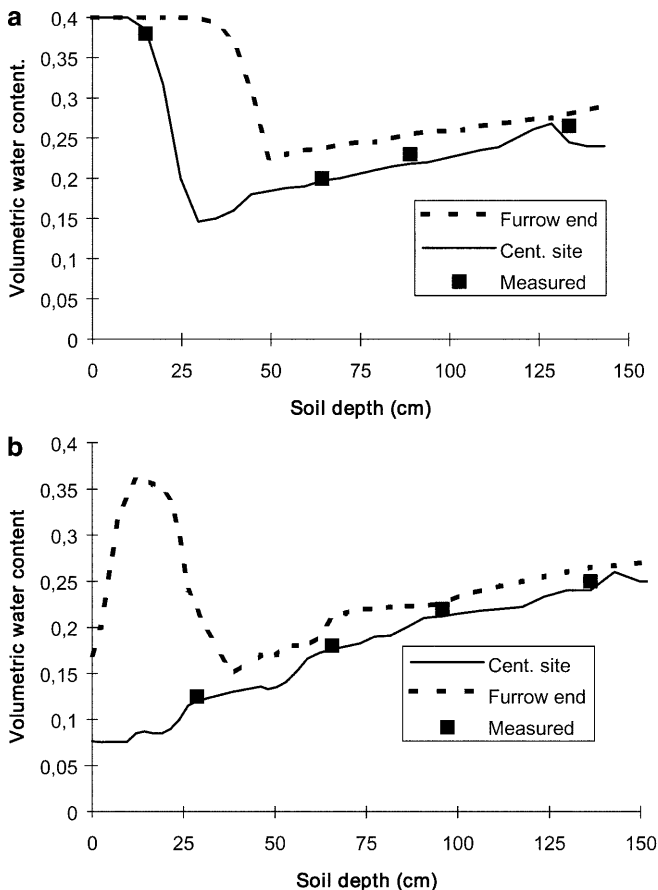 a
Volumetric water content.
0,4
0,35
0,3
0,25
0,2
0,15
0,1
0,05
0
0 25 50 75 100 125 150
Soil depth (cm)
Furrow end
Cent. site
Measured
b
Volumetric water content
0,4
0,35
0,3
0,25
0,2
0,15
0,1
0,05
0
0 25 50 75 100 125 150
Soil depth (cm)
Cent. site
Furrow end
Measured